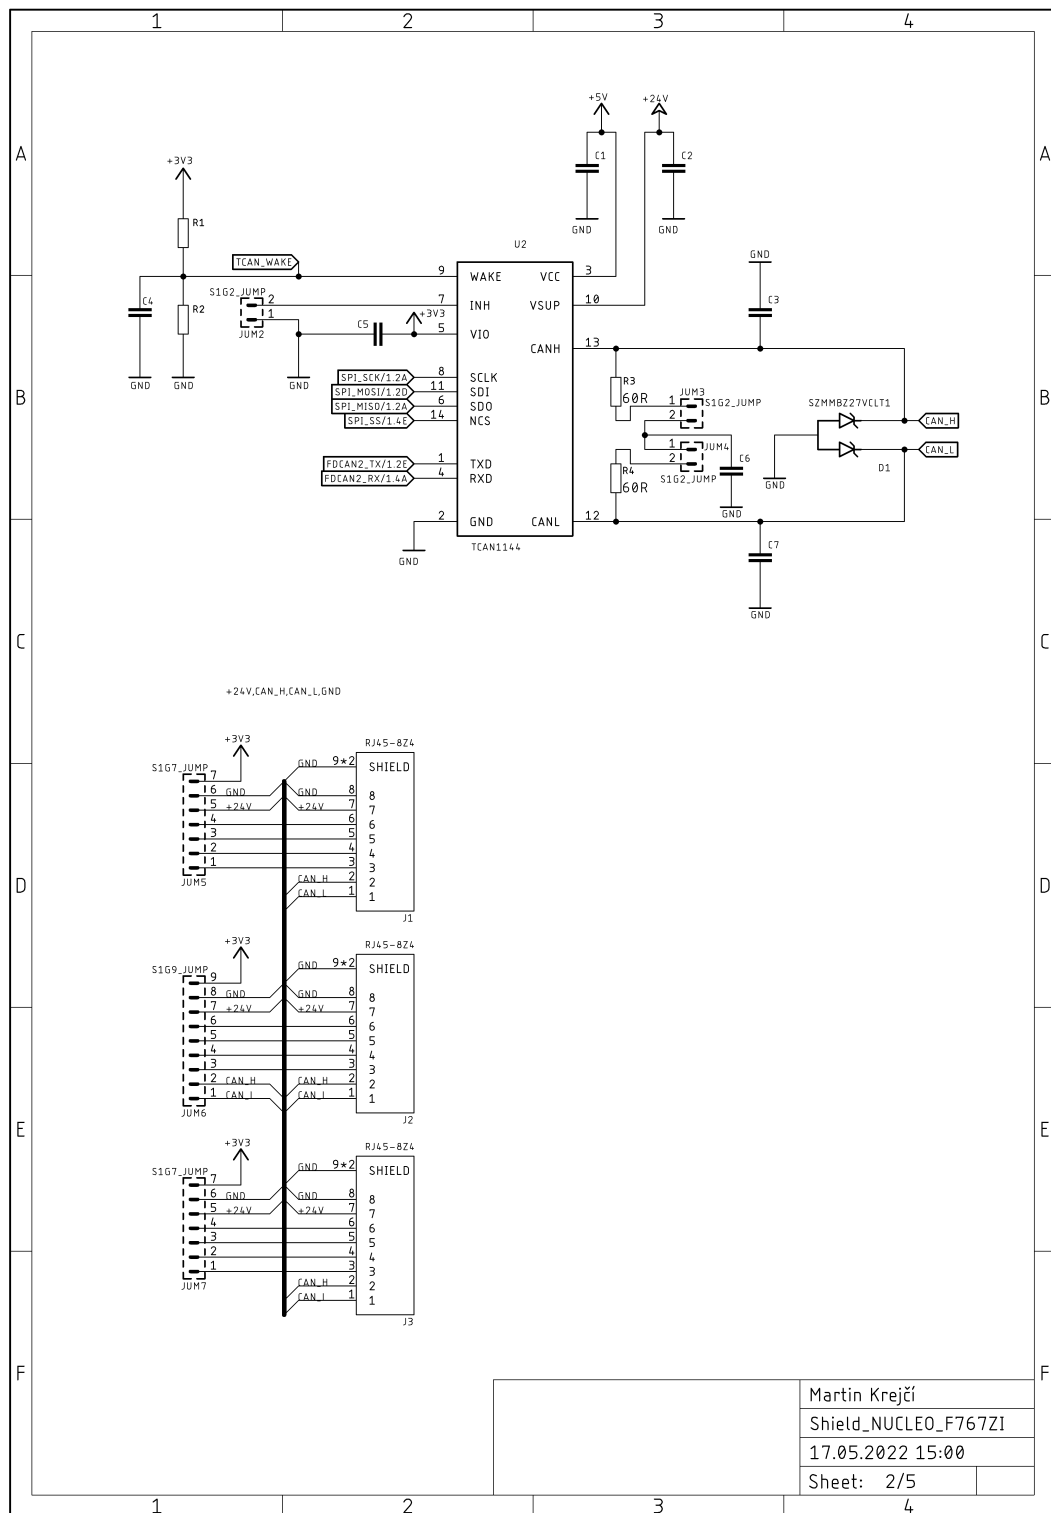 1 2 3 4
A A
B B
C C
D D
E E
F F
+5V +24V
C1 C2
GND GND
+3V3
R1
TCAN_WAKE
U2
GND
C4
R2
GND GND
S1G2_JUMP
2
1
JUM2
GND
C5
+3V3
C3
9 WAKE VCC 3
7 INH VSUP 10
5 VIO
CANH 13
SPI_SCK/1.2A 8 SCLK
SPI_MOSI/1.2D 11 SDI
SPI_MISO/1.2A 6 SDO
SPI_SS/1.4E 14 NCS
FDCAN2_TX/1.2E 1 TXD
FDCAN2_RX/1.4A 4 RXD
2 GND CANL 12
GND
TCAN1144
R3
60R
JUM3
1
2
S1G2_JUMP
JUM4
1
2
S1G2_JUMP
R4
60R
C6
GND
SZMMBZ27VCLT1
D1
GND
CAN_H
CAN_L
C7
GND
+24V,CAN_H,CAN_L,GND
+3V3
S1G7_JUMP
7
6 GND
5 +24V
4
3
2
1
JUM5
RJ45-8Z4
GND 9*2 SHIELD
GND 8 8
+24V 7 7
6 6
5 5
4 4
3 3
CAN_H 2 2
CAN_L 1 1
J1
+3V3
S1G9_JUMP
9
8 GND
7 +24V
6
5
4
3
2 CAN_H
1 CAN_L
JUM6
RJ45-8Z4
GND 9*2 SHIELD
GND 8 8
+24V 7 7
6 6
5 5
4 4
3 3
CAN_H 2 2
CAN_L 1 1
J2
+3V3
S1G7_JUMP
7
6 GND
5 +24V
4
3
2
1
JUM7
RJ45-8Z4
GND 9*2 SHIELD
GND 8 8
+24V 7 7
6 6
5 5
4 4
3 3
CAN_H 2 2
CAN_L 1 1
J3
Martin Krejčí
Shield_NUCLEO_F767ZI
17.05.2022 15:00
Sheet: 2/5
1 2 3 4